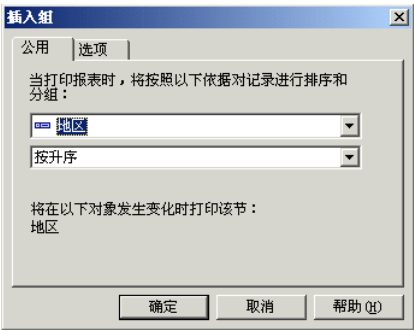 插入组
公用 选项
当打印报表时，将按照以下依据对记录进行排序和
分组：
地区
按升序
将在以下对象发生变化时打印该节：
地区
确定 取消 帮助(H)